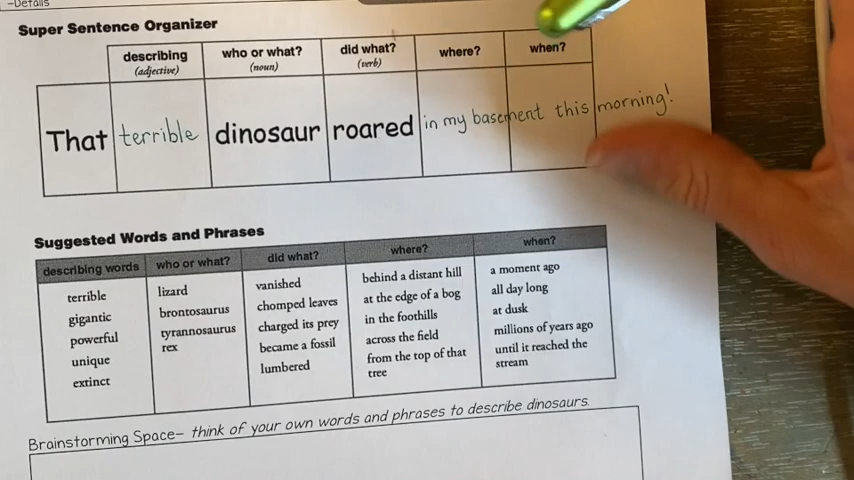 -Details
Super Sentence Organizer
describing who or what? did what? where? when?
(adjective) (noun) (verb)
That terrible dinosaur roared in my basement this morning!
Suggested Words and Phrases
describing words who or what? did what? where? when?
terrible
gigantic
powerful
unique
extinct
lizard
brontosaurus
tyrannosaurus
rex
vanished
chomped leaves
charged its prey
became a fossil
lumbered
behind a distant hill
at the edge of a bog
in the foothills
across the field
from the top of that
tree
a moment ago
all day long
at dusk
millions of years ago
until it reached the
stream
Brainstorming Space- think of your own words and phrases to describe dinosaurs.